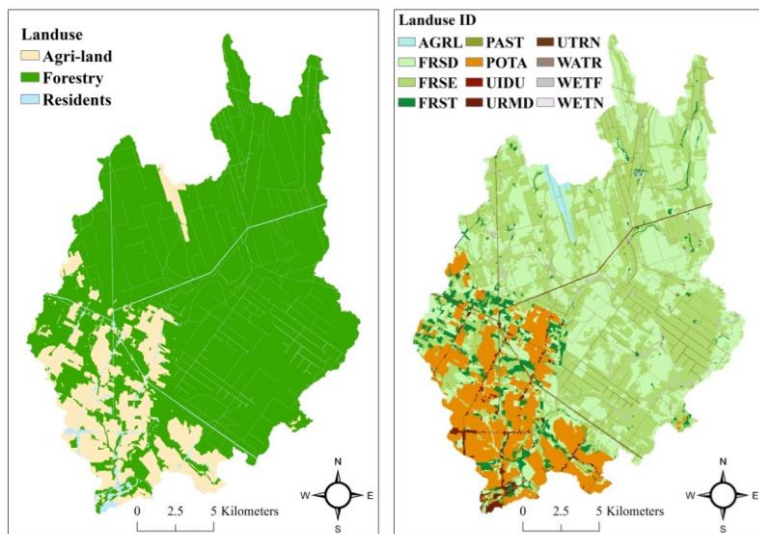 Landuse
Agri-land
Forestry
Residents
N
W E
S
0 2.5 5 Kilometers
Landuse ID
AGRL PAST UTRN
FRSD POTA WATR
FRSE UIDU WETF
FRST URMD WETN
N
W E
S
0 2.5 5 Kilometers